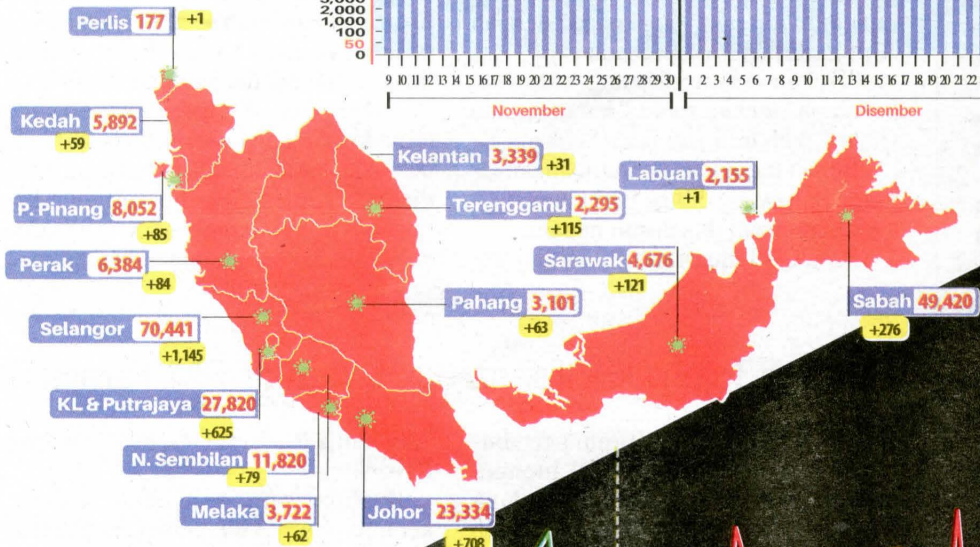 3,000
2,000
1,000
100
50
0
9 10 11 12 13 14 15 16 17 18 19 20 21 22 23 24 25 26 27 28 29 30 1 2 3 4 5 6 7 8 9 10 11 12 13 14 15 16 17 18 19 20 21 22
November
Disember
Perlis 177 +1
Kedah 5,892
+59
P. Pinang 8,052
+85
Perak 6,384
+84
Selangor 70,441
+1,145
KL & Putrajaya 27,820
+625
N. Sembilan 11,820
+79
Melaka 3,722
+62
Johor 23,334
+708
Kelantan 3,339 +31
Terengganu 2,295
+115
Pahang 3,101
+63
Labuan 2,155
+1
Sarawak 4,676
+121
Sabah 49,420
+276